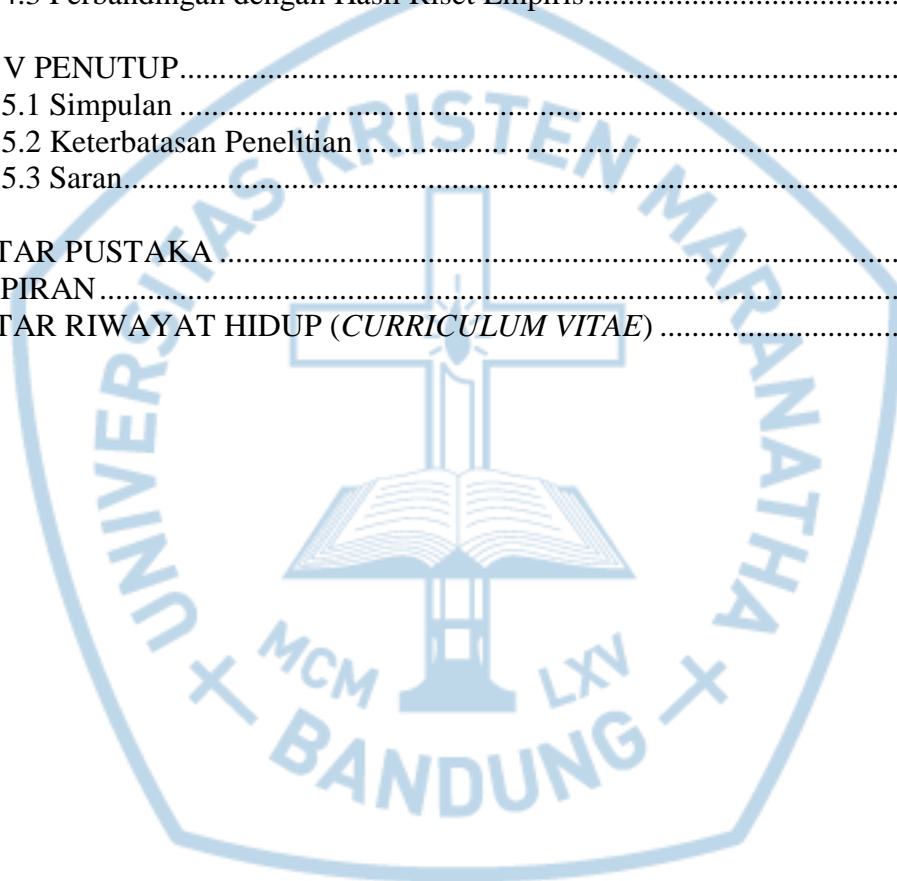 4.3 Perbandingan dengan Hasil Riset Empiris..........................................
V PENUTUP............................................................................................
5.1 Simpulan ............................................................................................
5.2 Keterbatasan Penelitian.....................................................................
5.3 Saran..................................................................................................
TAR PUSTAKA .......................................................................................
PIRAN .....................................................................................................
TAR RIWAYAT HIDUP (CURRICULUM VITAE) ..............................
UNIVERSITAS KRISTEN MARANATHA
MCM LXV
BANDUNG